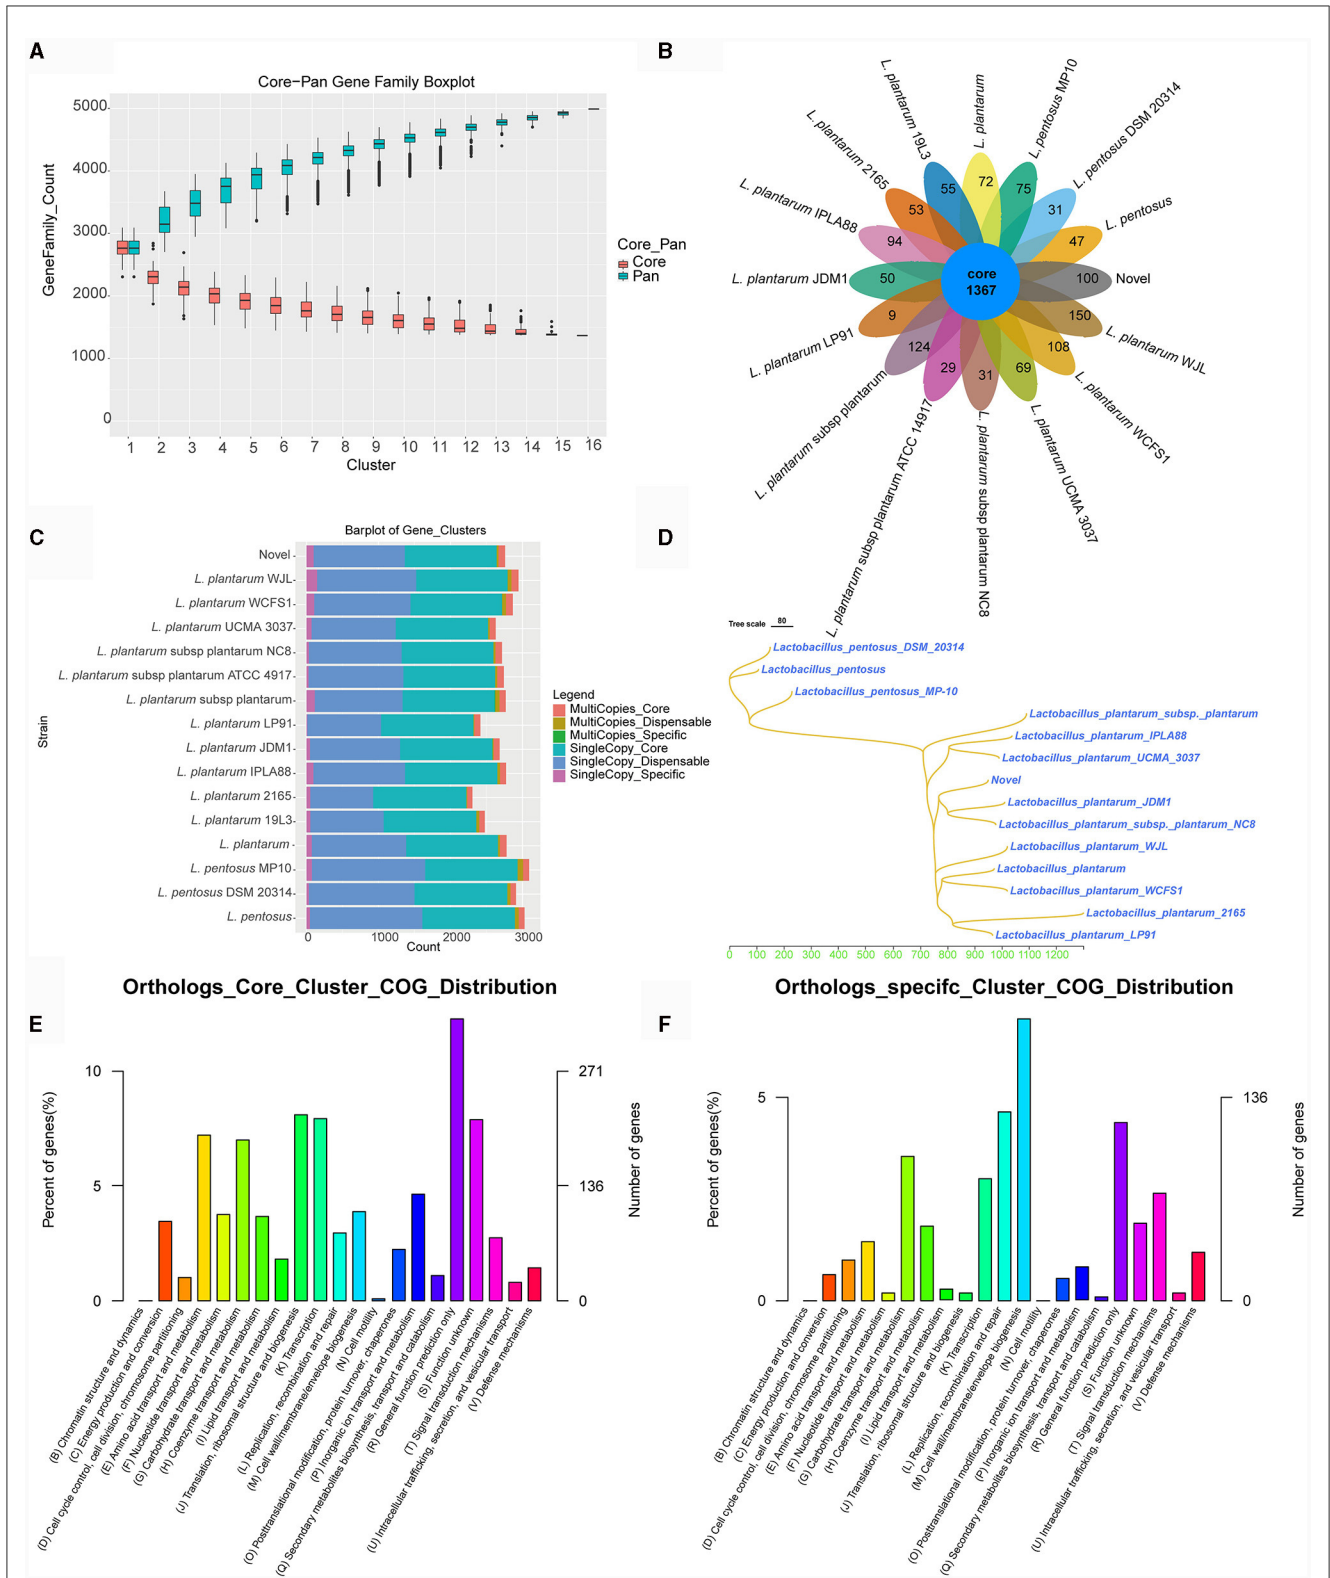 A
Core−Pan Gene Family Boxplot
5000
4000
3000
2000
1000
0
GeneFamily_Count
1 2 3 4 5 6 7 8 9 10 11 12 13 14 15 16
Cluster
Core_Pan
Core
Pan
B
L. plantarum
L. pentosus MP10
L. pentosus DSM 20314
L. pentosus
Novel
L. plantarum WJL
L. plantarum WCFS1
L. plantarum UCMA 3037
L. plantarum subsp plantarum NC8
L. plantarum subsp plantarum ATCC 14917
L. plantarum subsp plantarum
L. plantarum LP91
L. plantarum JDM1
L. plantarum IPLA88
L. plantarum 2165
L. plantarum 19L3
72
75
31
47
100
150
108
69
31
29
124
9
50
94
53
55
core
1367
C
Barplot of Gene_Clusters
Strain
Novel
L. plantarum WJL
L. plantarum WCFS1
L. plantarum UCMA 3037
L. plantarum subsp plantarum NC8
L. plantarum subsp plantarum ATCC 4917
L. plantarum subsp plantarum
L. plantarum LP91
L. plantarum JDM1
L. plantarum IPLA88
L. plantarum 2165
L. plantarum 19L3
L. plantarum
L. pentosus MP10
L. pentosus DSM 20314
L. pentosus
0 1000 2000 3000
Count
Legend
MultiCopies_Core
MultiCopies_Dispensable
MultiCopies_Specific
SingleCopy_Core
SingleCopy_Dispensable
SingleCopy_Specific
D
Tree scale 80
Lactobacillus_pentosus_DSM_20314
Lactobacillus_pentosus
Lactobacillus_pentosus_MP-10
Lactobacillus_plantarum_subsp._plantarum
Lactobacillus_plantarum_IPLA88
Lactobacillus_plantarum_UCMA_3037
Novel
Lactobacillus_plantarum_JDM1
Lactobacillus_plantarum_subsp._plantarum_NC8
Lactobacillus_plantarum_WJL
Lactobacillus_plantarum
Lactobacillus_plantarum_WCFS1
Lactobacillus_plantarum_2165
Lactobacillus_plantarum_LP91
0 100 200 300 400 500 600 700 800 900 1000 1100 1200
E
Orthologs_Core_Cluster_COG_Distribution
Percent of genes(%)
10
5
0
271
136
0
Number of genes
(B) Chromatin structure and dynamics
(C) Energy production and conversion
(D) Cell cycle control, cell division, chromosome partitioning
(E) Amino acid transport and metabolism
(F) Nucleotide transport and metabolism
(G) Carbohydrate transport and metabolism
(H) Coenzyme transport and metabolism
(I) Lipid transport and metabolism
(J) Translation, ribosomal structure and biogenesis
(K) Transcription
(L) Replication, recombination and repair
(M) Cell wall/membrane/envelope biogenesis
(N) Cell motility
(O) Posttranslational modification, protein turnover, chaperones
(P) Inorganic ion transport and metabolism
(Q) Secondary metabolites biosynthesis, transport and catabolism
(R) General function prediction only
(S) Function unknown
(T) Signal transduction mechanisms
(U) Intracellular trafficking, secretion, and vesicular transport
(V) Defense mechanisms
F
Orthologs_specifc_Cluster_COG_Distribution
Percent of genes(%)
5
0
136
0
Number of genes
(B) Chromatin structure and dynamics
(C) Energy production and conversion
(D) Cell cycle control, cell division, chromosome partitioning
(E) Amino acid transport and metabolism
(F) Nucleotide transport and metabolism
(G) Carbohydrate transport and metabolism
(H) Coenzyme transport and metabolism
(I) Lipid transport and metabolism
(J) Translation, ribosomal structure and biogenesis
(K) Transcription
(L) Replication, recombination and repair
(M) Cell wall/membrane/envelope biogenesis
(N) Cell motility
(O) Posttranslational modification, protein turnover, chaperones
(P) Inorganic ion transport and metabolism
(Q) Secondary metabolites biosynthesis, transport and catabolism
(R) General function prediction only
(S) Function unknown
(T) Signal transduction mechanisms
(U) Intracellular trafficking, secretion, and vesicular transport
(V) Defense mechanisms